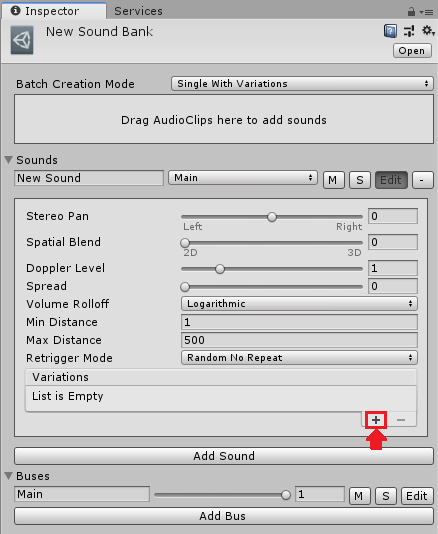 Inspector Services
New Sound Bank
Open
Batch Creation Mode Single With Variations
Drag AudioClips here to add sounds
Sounds
New Sound Main M S Edit -
Stereo Pan 0
Left Right
Spatial Blend 0
2D 3D
Doppler Level 1
Spread 0
Volume Rolloff Logarithmic
Min Distance 1
Max Distance 500
Retrigger Mode Random No Repeat
Variations
List is Empty
+ −
Add Sound
Buses
Main 1 M S Edit
Add Bus